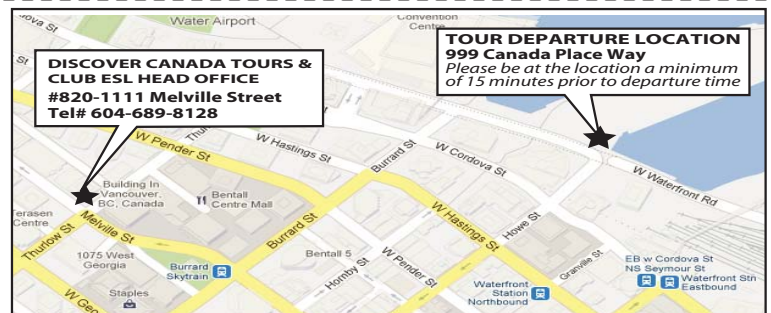 ova St
Water Airport
Convention
Centre
St
DISCOVER CANADA TOURS &
CLUB ESL HEAD OFFICE
#820-1111 Melville Street
Tel# 604-689-8128
TOUR DEPARTURE LOCATION
999 Canada Place Way
Please be at the location a minimum
of 15 minutes prior to departure time
W Pender St
Thu
W Hastings St
Burrard St
W Cordova St
W Waterfront Rd
Building In
Vancouver,
BC, Canada
Bentall
Centre Mall
Terasen
Centre
Thurlow St
Melville St
1075 West
Georgia
Burrard
Skytrain
Burrard St
Bentall 5
Hornby St
W Pender St
W Hastings St
Howe St
Granville St
Staples
W Geo
Waterfront
Station
Northbound
EB w Cordova St
NS Seymour St
Waterfront Stn
Eastbound